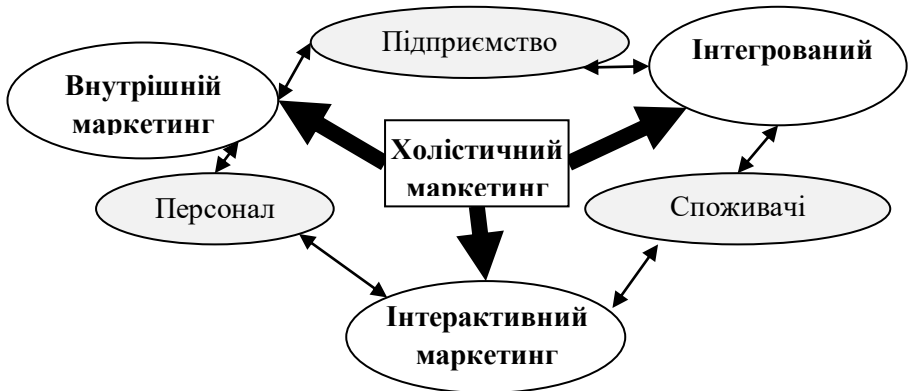 Підприємство
Інтегрований
Внутрішній
маркетинг
Холістичний
маркетинг
Персонал
Споживачі
Інтерактивний
маркетинг